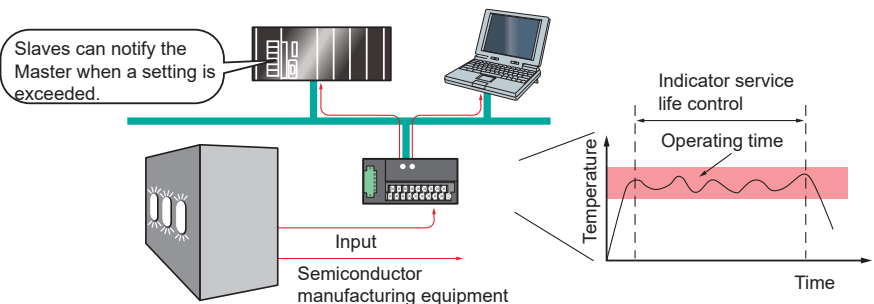 Slaves can notify the
Master when a setting is
exceeded.
Indicator service
life control
Operating time
Temperature
Time
Input
Semiconductor
manufacturing equipment